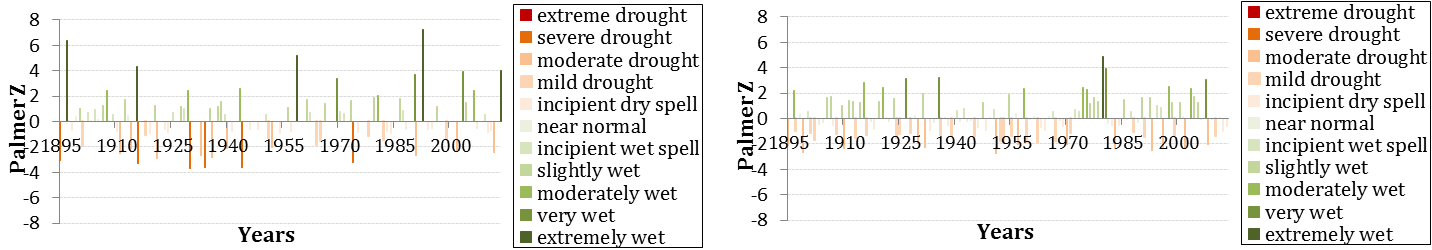 8
6
4
2
0
-2
-4
-6
-8
PalmerZ
1895 1910 1925 1940 1955 1970 1985 2000
Years
extreme drought
severe drought
moderate drought
mild drought
incipient dry spell
near normal
incipient wet spell
slightly wet
moderately wet
very wet
extremely wet
8
6
4
2
0
-2
-4
-6
-8
Palmer Z
1895 1910 1925 1940 1955 1970 1985 2000
Years
extreme drought
severe drought
moderate drought
mild drought
incipient dry spell
near normal
incipient wet spell
slightly wet
moderately wet
very wet
extremely wet